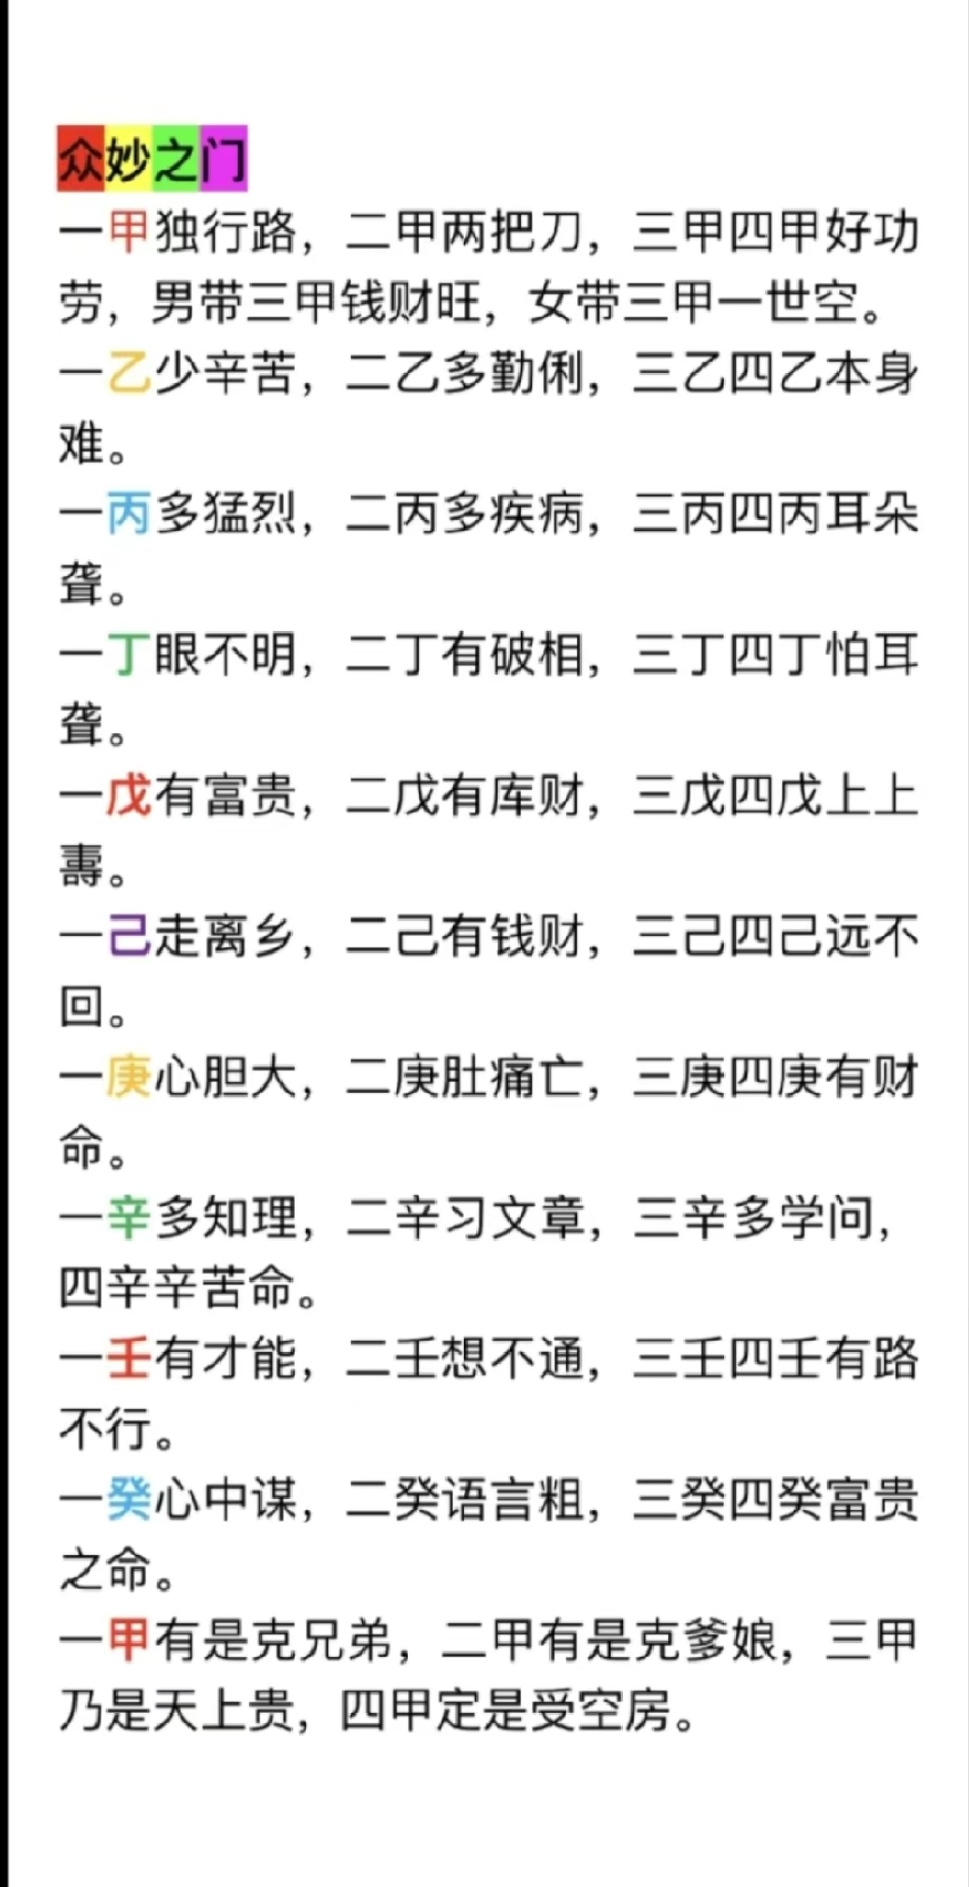 众妙之门
一甲独行路，二甲两把刀，三甲四甲好功
劳，男带三甲钱财旺，女带三甲一世空。
一乙少辛苦，二乙多勤俐，三乙四乙本身
难。
一丙多猛烈，二丙多疾病，三丙四丙耳朵
聋。
一丁眼不明，二丁有破相，三丁四丁怕耳
聋。
一戊有富贵，二戊有库财，三戊四戊上上
壽。
一己走离乡，二己有钱财，三己四己远不
回。
一庚心胆大，二庚肚痛亡，三庚四庚有财
命。
一辛多知理，二辛习文章，三辛多学问，
四辛辛苦命。
一壬有才能，二壬想不通，三壬四壬有路
不行。
一癸心中谋，二癸语言粗，三癸四癸富贵
之命。
一甲有是克兄弟，二甲有是克爹娘，三甲
乃是天上贵，四甲定是受空房。